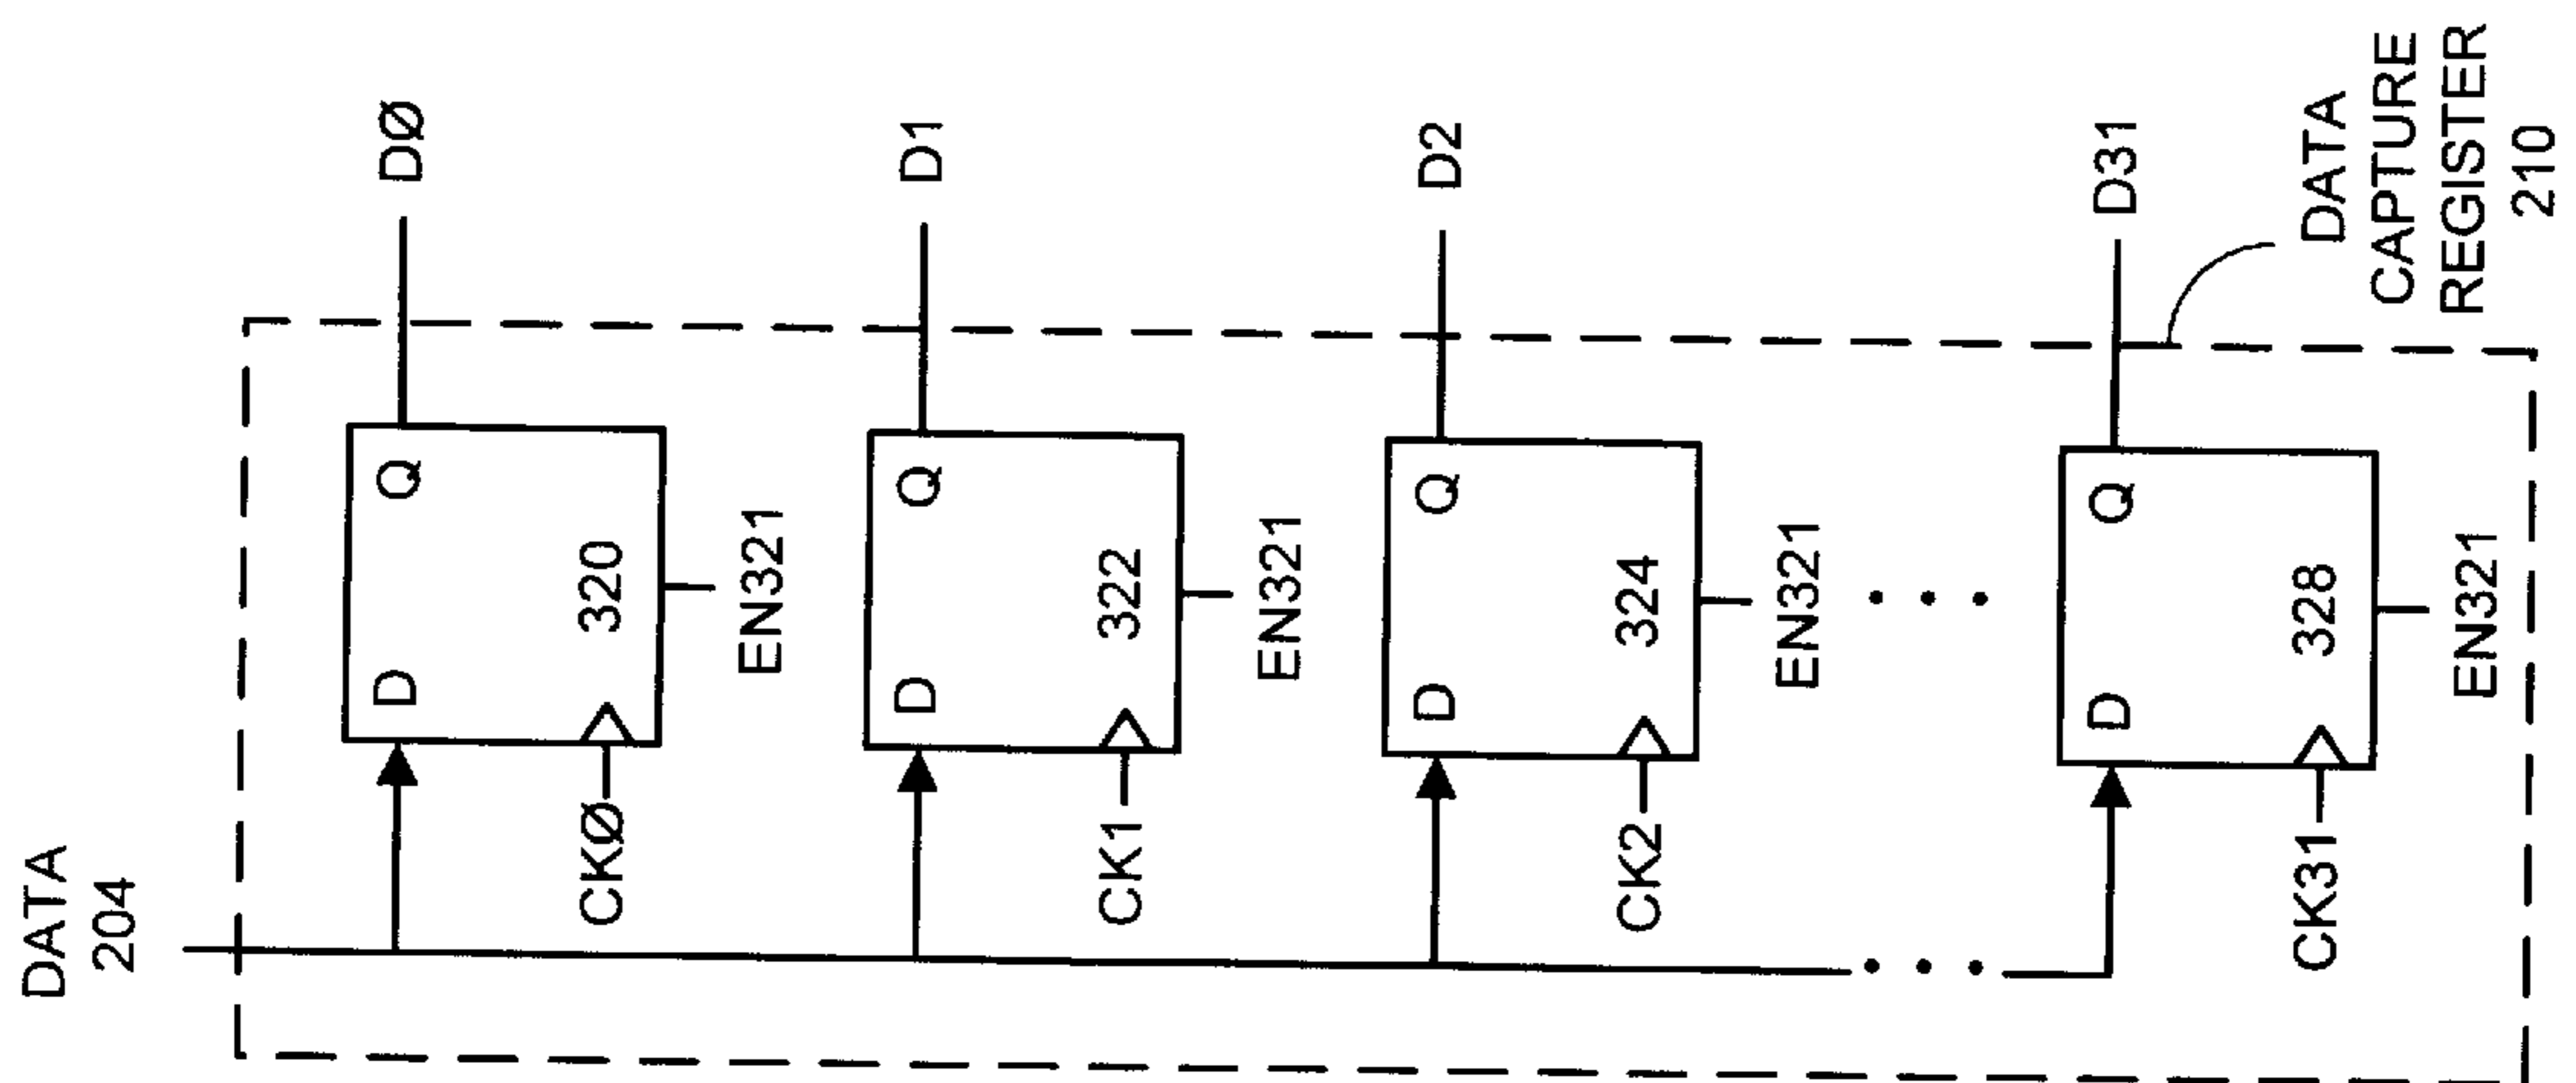 DATA
204
D
Q
320
CKØ
EN321
DØ
D
Q
322
CK1
EN321
D1
D
Q
324
CK2
EN321
D2
D
Q
328
CK31
EN321
D31
DATA
CAPTURE
REGISTER
210